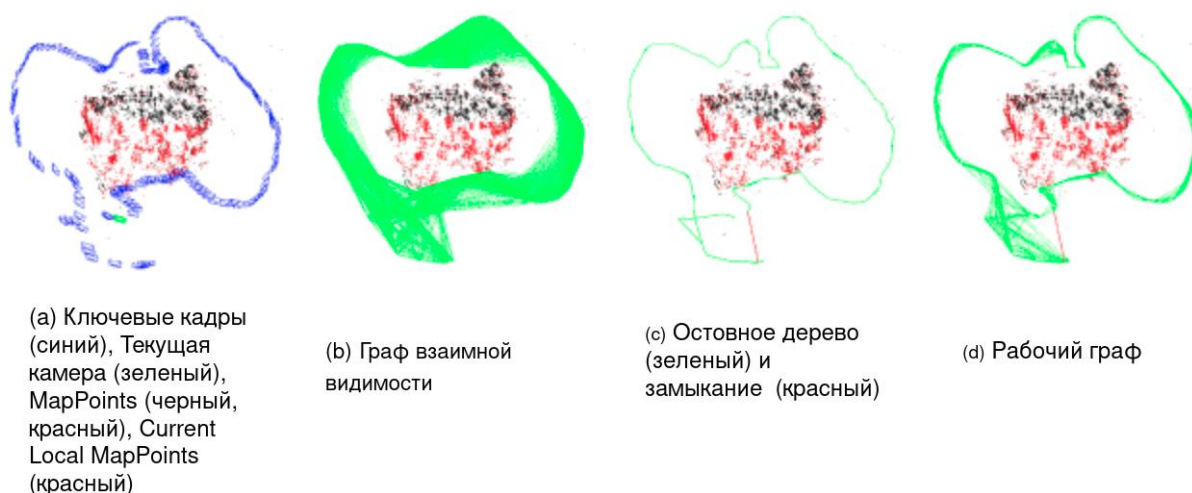 (a) Ключевые кадры
(синий), Текущая
камера (зеленый),
MapPoints (черный,
красный), Current
Local MapPoints
(красный)
(b) Граф взаимной
видимости
(c) Остовное дерево
(зеленый) и
замыкание (красный)
(d) Рабочий граф